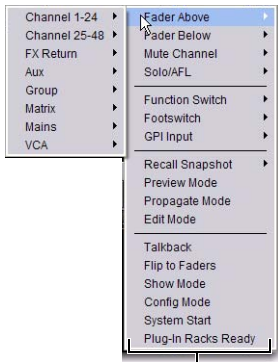 Channel 1-24
Channel 25-48
FX Return
Aux
Group
Matrix
Mains
VCA
Fader Above
Fader Below
Mute Channel
Solo/AFL
Function Switch
Footswitch
GPI Input
Recall Snapshot
Preview Mode
Propagate Mode
Edit Mode
Talkback
Flip to Faders
Show Mode
Config Mode
System Start
Plug-In Racks Ready